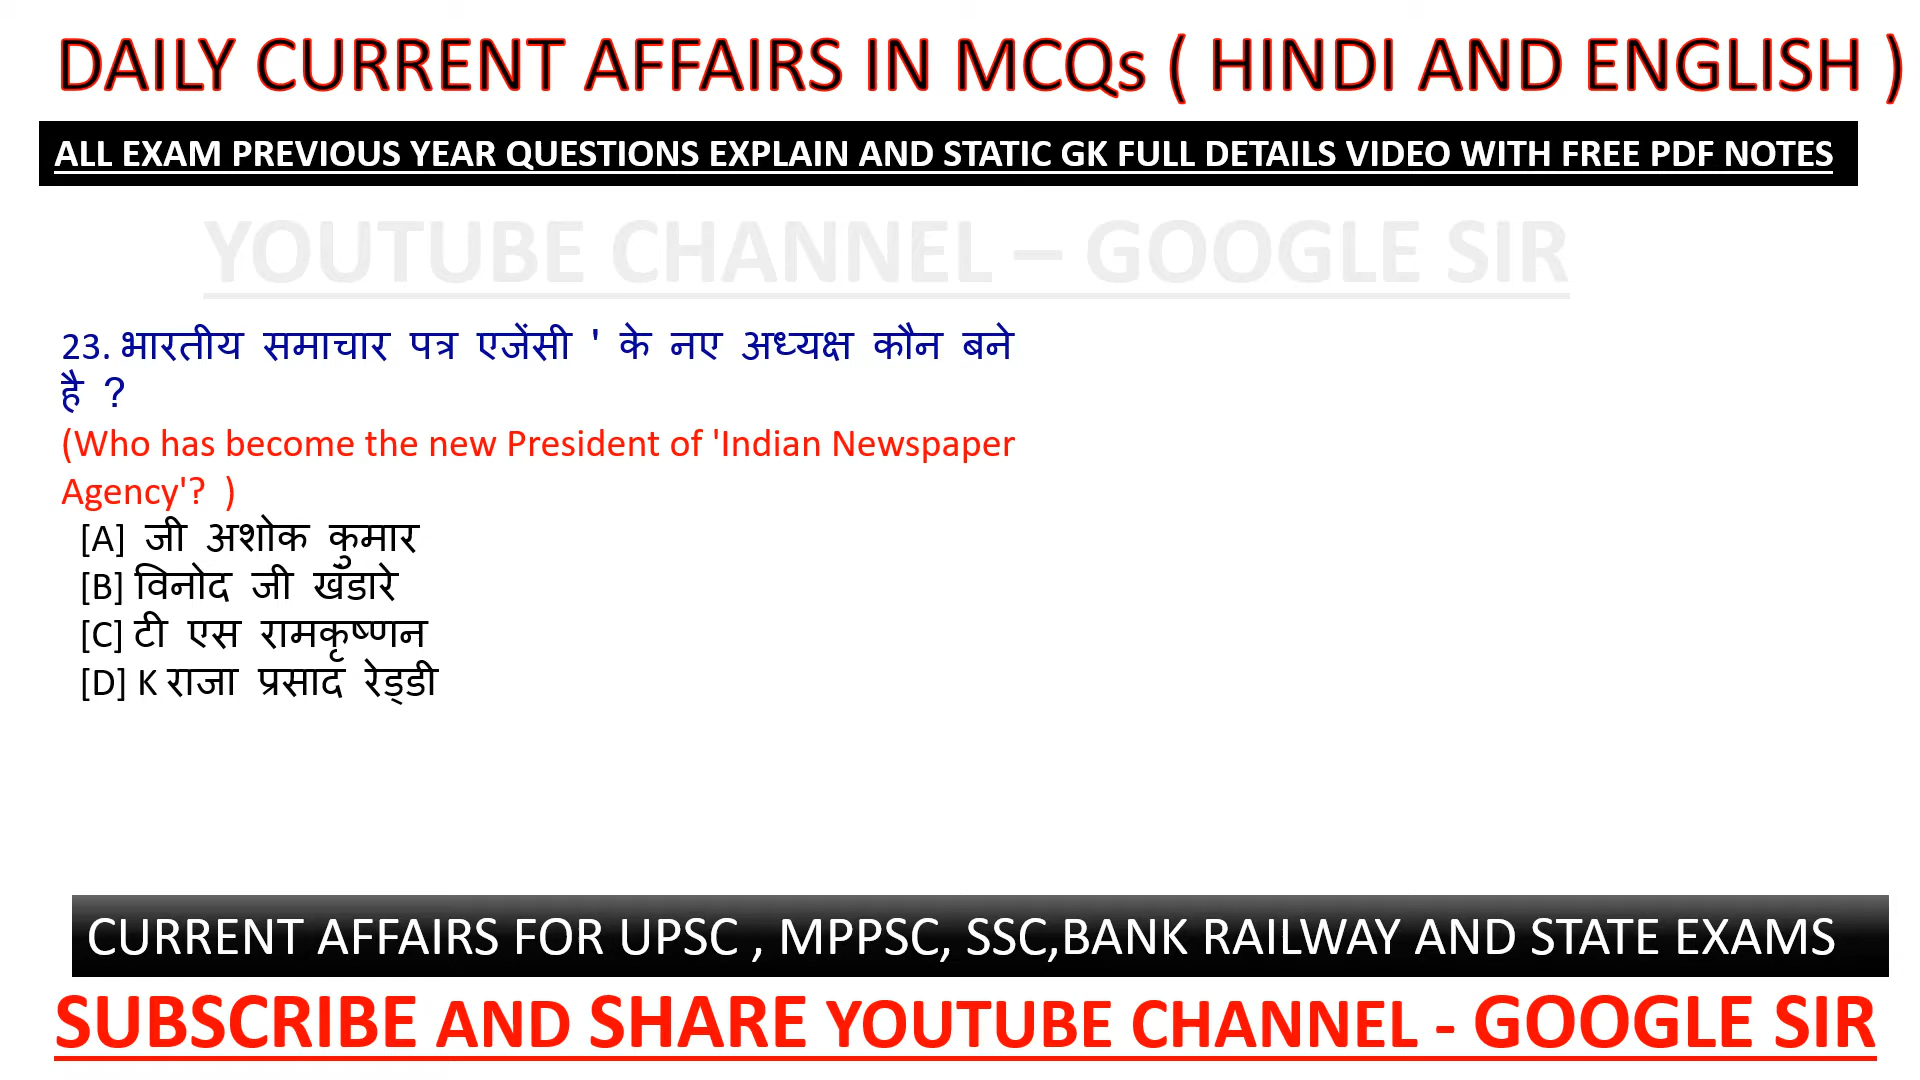 DAILY CURRENT AFFAIRS IN MCQs ( HINDI AND ENGLISH )
ALL EXAM PREVIOUS YEAR QUESTIONS EXPLAIN AND STATIC GK FULL DETAILS VIDEO WITH FREE PDF NOTES
YOUTUBE CHANNEL – GOOGLE SIR
23. भारतीय समाचार पत्र एजेंसी ' के नए अध्यक्ष कौन बने
है ?
(Who has become the new President of 'Indian Newspaper
Agency'? )
[A] जी अशोक कुमार
[B] विनोद जी खंडारे
[C] टी एस रामकृष्णन
[D] K राजा प्रसाद रेड्डी
CURRENT AFFAIRS FOR UPSC , MPPSC, SSC,BANK RAILWAY AND STATE EXAMS
SUBSCRIBE AND SHARE YOUTUBE CHANNEL - GOOGLE SIR